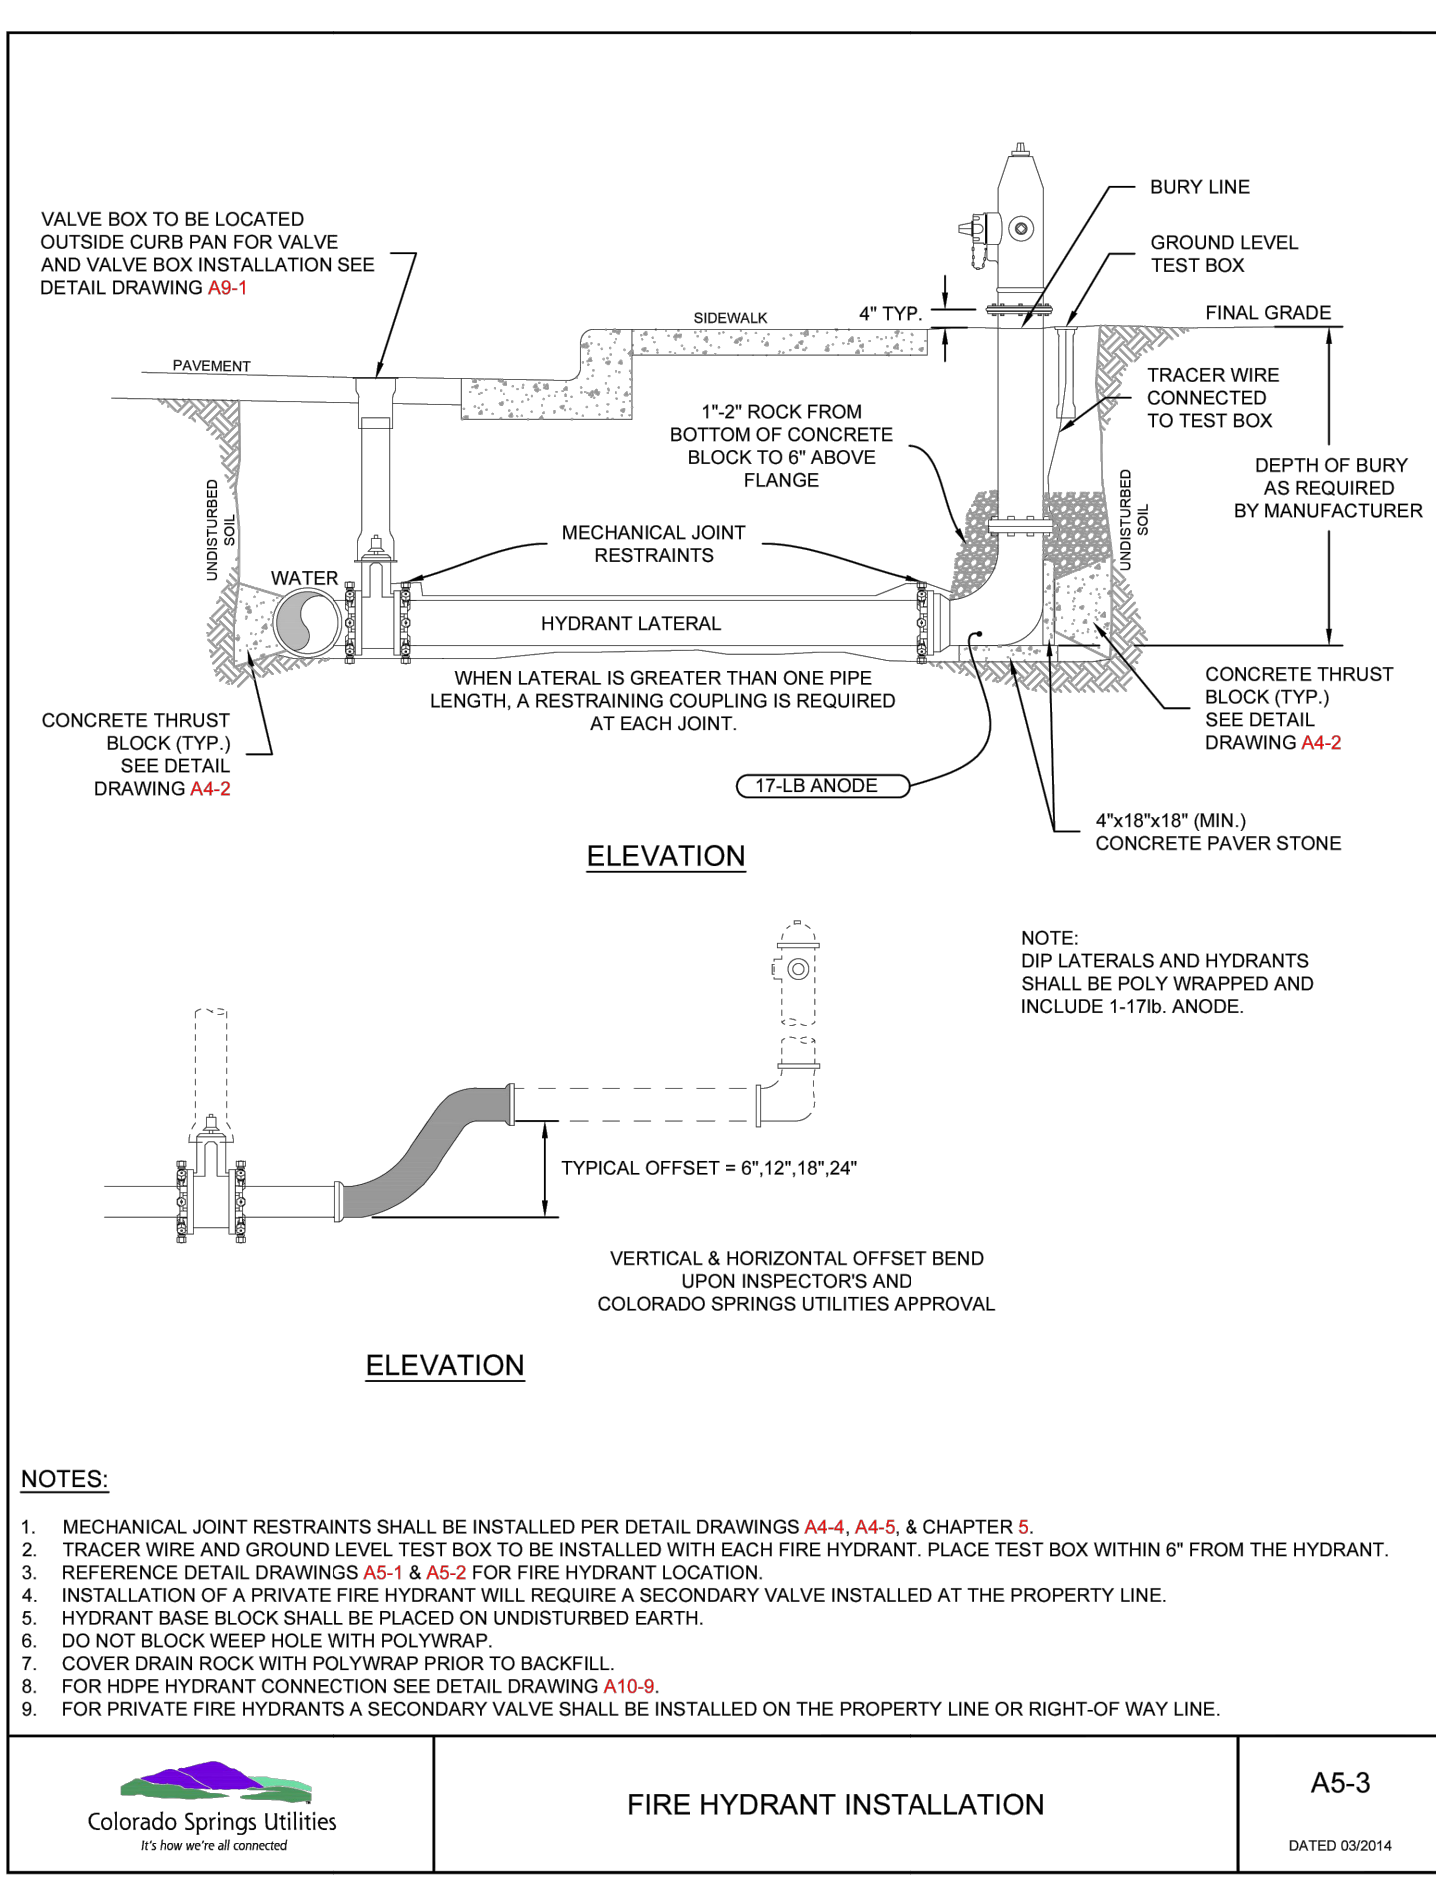 VALVE BOX TO BE LOCATED
OUTSIDE CURB PAN FOR VALVE
AND VALVE BOX INSTALLATION SEE
DETAIL DRAWING A9-1
BURY LINE
GROUND LEVEL
TEST BOX
4" TYP.
SIDEWALK
FINAL GRADE
PAVEMENT
TRACER WIRE
CONNECTED
TO TEST BOX
1"-2" ROCK FROM
BOTTOM OF CONCRETE
BLOCK TO 6" ABOVE
FLANGE
DEPTH OF BURY
AS REQUIRED
BY MANUFACTURER
UNDISTURBED
SOIL
UNDISTURBED
SOIL
MECHANICAL JOINT
RESTRAINTS
WATER
HYDRANT LATERAL
WHEN LATERAL IS GREATER THAN ONE PIPE
LENGTH, A RESTRAINING COUPLING IS REQUIRED
AT EACH JOINT.
CONCRETE THRUST
BLOCK (TYP.)
SEE DETAIL
DRAWING A4-2
CONCRETE THRUST
BLOCK (TYP.)
SEE DETAIL
DRAWING A4-2
17-LB ANODE
4"x18"x18" (MIN.)
CONCRETE PAVER STONE
ELEVATION
NOTE:
DIP LATERALS AND HYDRANTS
SHALL BE POLY WRAPPED AND
INCLUDE 1-17lb. ANODE.
TYPICAL OFFSET = 6",12",18",24"
VERTICAL & HORIZONTAL OFFSET BEND
UPON INSPECTOR'S AND
COLORADO SPRINGS UTILITIES APPROVAL
ELEVATION
NOTES:
1. MECHANICAL JOINT RESTRAINTS SHALL BE INSTALLED PER DETAIL DRAWINGS A4-4, A4-5, & CHAPTER 5.
2. TRACER WIRE AND GROUND LEVEL TEST BOX TO BE INSTALLED WITH EACH FIRE HYDRANT. PLACE TEST BOX WITHIN 6" FROM THE HYDRANT.
3. REFERENCE DETAIL DRAWINGS A5-1 & A5-2 FOR FIRE HYDRANT LOCATION.
4. INSTALLATION OF A PRIVATE FIRE HYDRANT WILL REQUIRE A SECONDARY VALVE INSTALLED AT THE PROPERTY LINE.
5. HYDRANT BASE BLOCK SHALL BE PLACED ON UNDISTURBED EARTH.
6. DO NOT BLOCK WEEP HOLE WITH POLYWRAP.
7. COVER DRAIN ROCK WITH POLYWRAP PRIOR TO BACKFILL.
8. FOR HDPE HYDRANT CONNECTION SEE DETAIL DRAWING A10-9.
9. FOR PRIVATE FIRE HYDRANTS A SECONDARY VALVE SHALL BE INSTALLED ON THE PROPERTY LINE OR RIGHT-OF WAY LINE.
Colorado Springs Utilities
It's how we're all connected
FIRE HYDRANT INSTALLATION
A5-3
DATED 03/2014